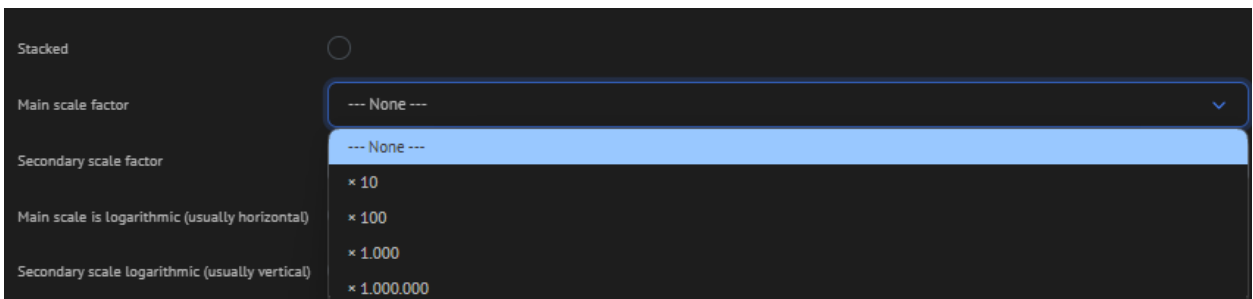 Stacked
Main scale factor
--- None ---
--- None ---
Secondary scale factor
× 10
Main scale is logarithmic (usually horizontal)
× 100
× 1.000
Secondary scale logarithmic (usually vertical)
× 1.000.000